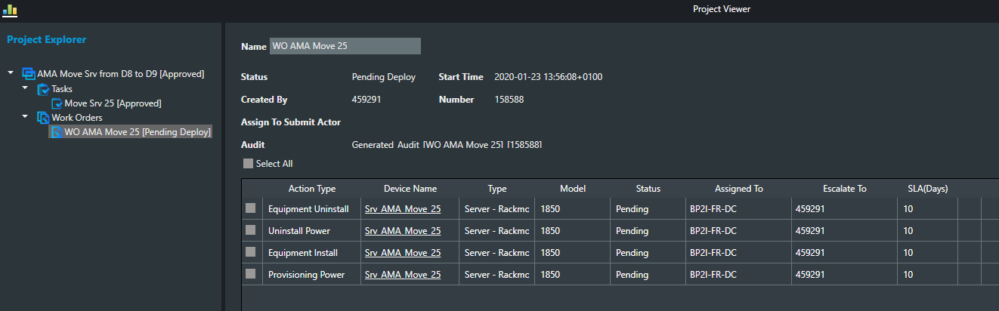 Project Viewer
Project Explorer
AMA Move Srv from D8 to D9 [Approved]
Tasks
Move Srv 25 [Approved]
Work Orders
WO AMA Move 25 [Pending Deploy]
Name WO AMA Move 25
Status Pending Deploy Start Time 2020-01-23 13:56:08+0100
Created By 459291 Number 158588
Assign To Submit Actor
Audit Generated Audit [WO AMA Move 25] [158588]
Select All
Action Type Device Name Type Model Status Assigned To Escalate To SLA(Days)
Equipment Uninstall Srv AMA Move 25 Server - Rackmo 1850 Pending BP2I-FR-DC 459291 10
Uninstall Power Srv AMA Move 25 Server - Rackmo 1850 Pending BP2I-FR-DC 459291 10
Equipment Install Srv AMA Move 25 Server - Rackmo 1850 Pending BP2I-FR-DC 459291 10
Provisioning Power Srv AMA Move 25 Server - Rackmo 1850 Pending BP2I-FR-DC 459291 10